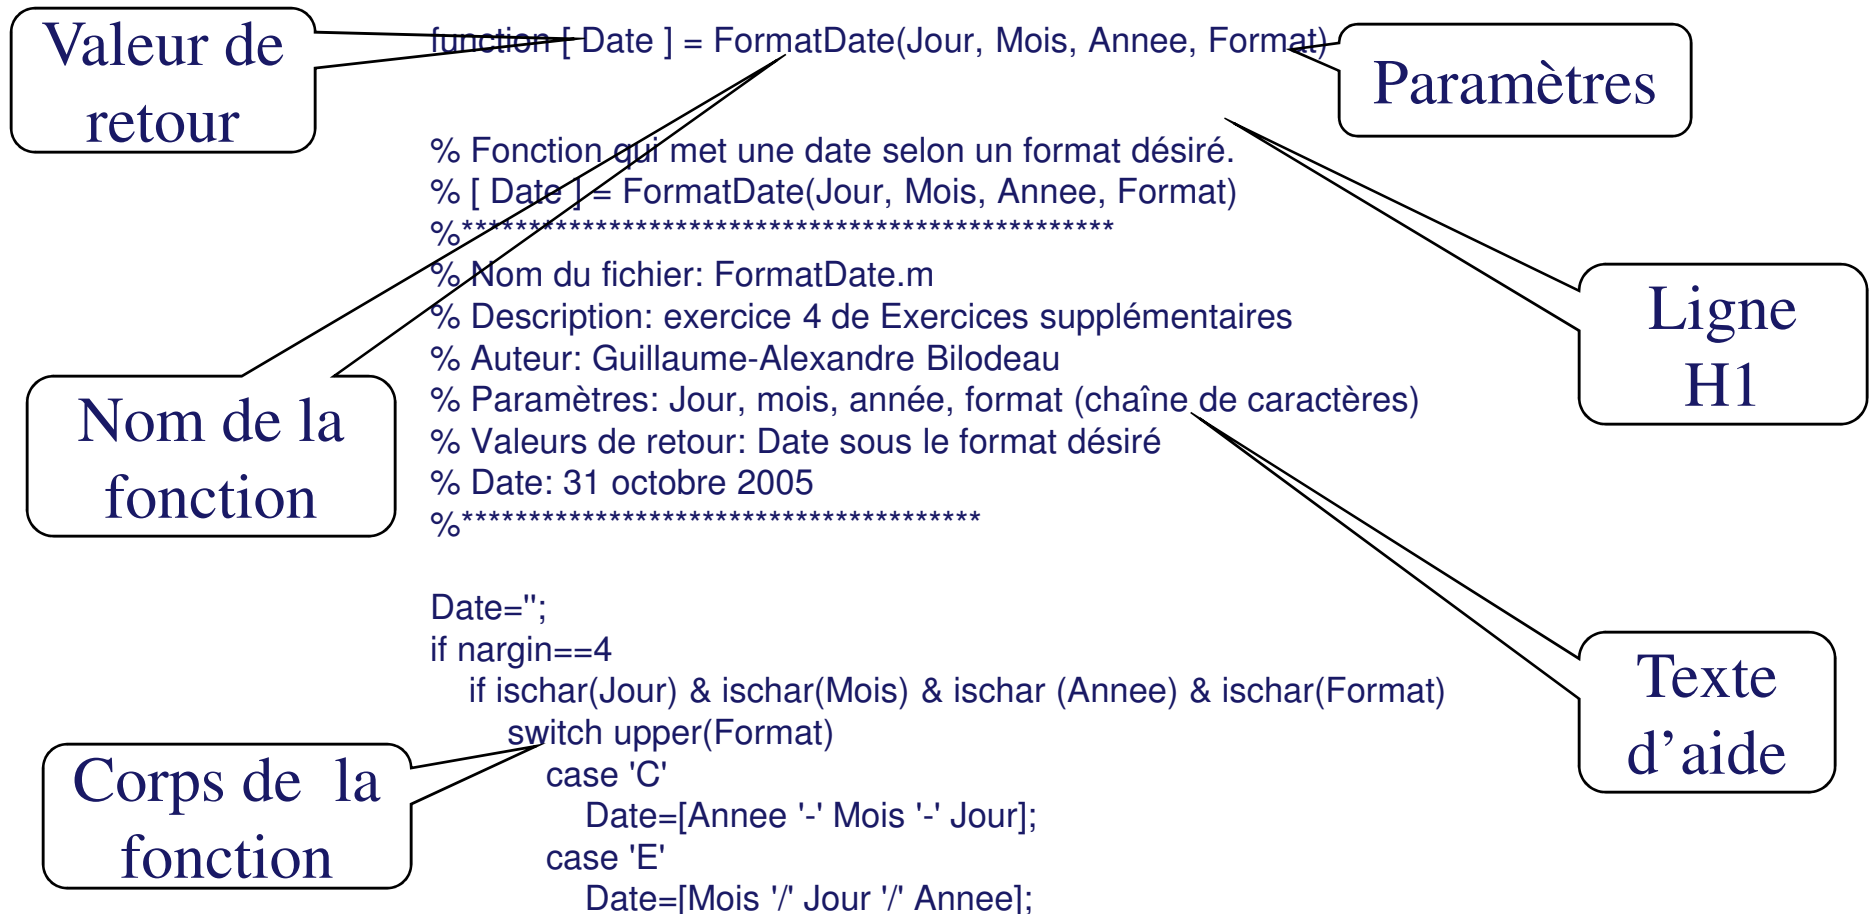 Valeur de
retour
function [ Date ] = FormatDate(Jour, Mois, Annee, Format)
Paramètres
% Fonction qui met une date selon un format désiré.
% [ Date ] = FormatDate(Jour, Mois, Annee, Format)
%*************************************************
% Nom du fichier: FormatDate.m
% Description: exercice 4 de Exercices supplémentaires
% Auteur: Guillaume-Alexandre Bilodeau
% Paramètres: Jour, mois, année, format (chaîne de caractères)
% Valeurs de retour: Date sous le format désiré
% Date: 31 octobre 2005
%***************************************
Ligne
H1
Nom de la
fonction
Date='';
if nargin==4
if ischar(Jour) & ischar(Mois) & ischar (Annee) & ischar(Format)
switch upper(Format)
case 'C'
Date=[Annee '-' Mois '-' Jour];
case 'E'
Date=[Mois '/' Jour '/' Annee];
Texte
d’aide
Corps de la
fonction